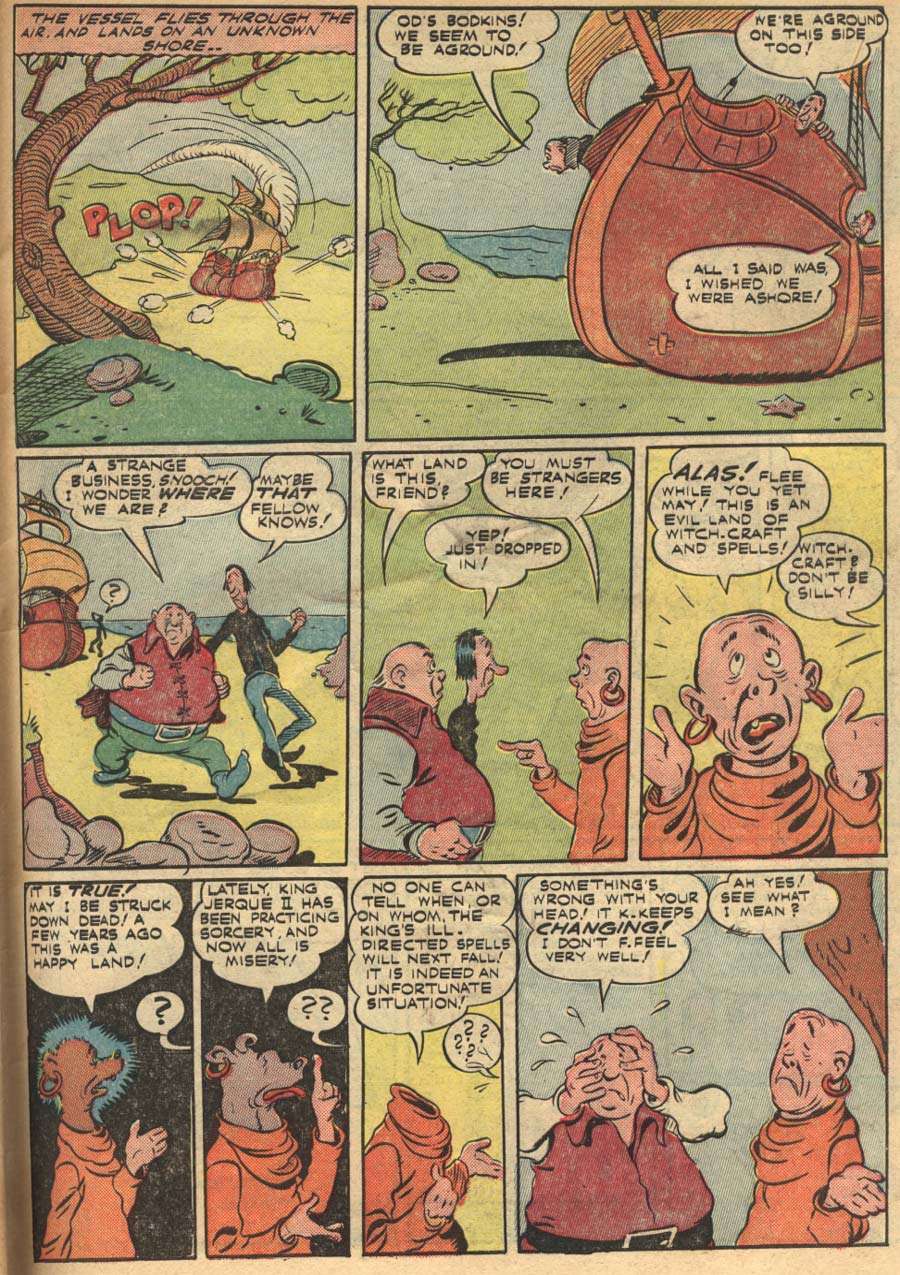 THE VESSEL FLIES THROUGH THE
AIR, AND LANDS ON AN UNKNOWN
SHORE--
PLOP!
OD'S BODKINS!
WE SEEM TO
BE AGROUND!
WE'RE AGROUND
ON THIS SIDE
TOO!
ALL I SAID WAS,
I WISHED WE
WERE ASHORE!
A STRANGE
BUSINESS, SNOOCH!
I WONDER WHERE
WE ARE?
MAYBE
THAT
FELLOW
KNOWS!
?
WHAT LAND
IS THIS,
FRIEND?
YOU MUST
BE STRANGERS
HERE!
YEP!
JUST DROPPED
IN!
ALAS! FLEE
WHILE YOU YET
MAY! THIS IS AN
EVIL LAND OF
WITCH-CRAFT
AND SPELLS!
WITCH-
CRAFT?
DON'T BE
SILLY!
IT IS TRUE!
MAY I BE STRUCK
DOWN DEAD! A
FEW YEARS AGO
THIS WAS A
HAPPY LAND!
?
LATELY, KING
JERQUE II HAS
BEEN PRACTICING
SORCERY, AND
NOW ALL IS
MISERY!
??
NO ONE CAN
TELL WHEN, OR
ON WHOM, THE
KING'S ILL-
DIRECTED SPELLS
WILL NEXT FALL!
IT IS INDEED AN
UNFORTUNATE
SITUATION!
? ? ? ?
SOMETHING'S
WRONG WITH YOUR
HEAD! IT K-KEEPS
CHANGING!
I DON'T F-FEEL
VERY WELL!
AH YES!
SEE WHAT
I MEAN?